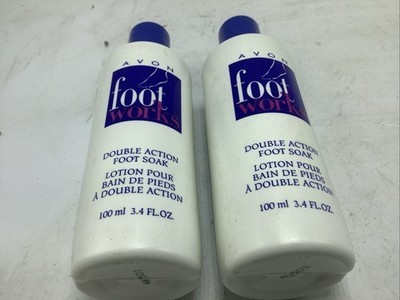 AVON
foot
works
DOUBLE ACTION
FOOT SOAK
LOTION POUR
BAIN DE PIEDS
À DOUBLE ACTION
100 ml 3.4 FL.OZ.
AVON
foot
works
DOUBLE ACTION
FOOT SOAK
LOTION POUR
BAIN DE PIEDS
À DOUBLE ACTION
100 ml 3.4 FL.OZ.